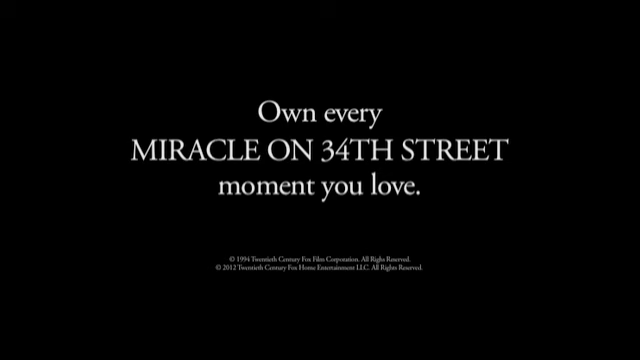 Own every
MIRACLE ON 34TH STREET
moment you love.
© 1994 Twentieth Century Fox Film Corporation. All Righs Reserved.
© 2012 Twentieth Century Fox Home Entertainment LLC. All Rights Reserved.